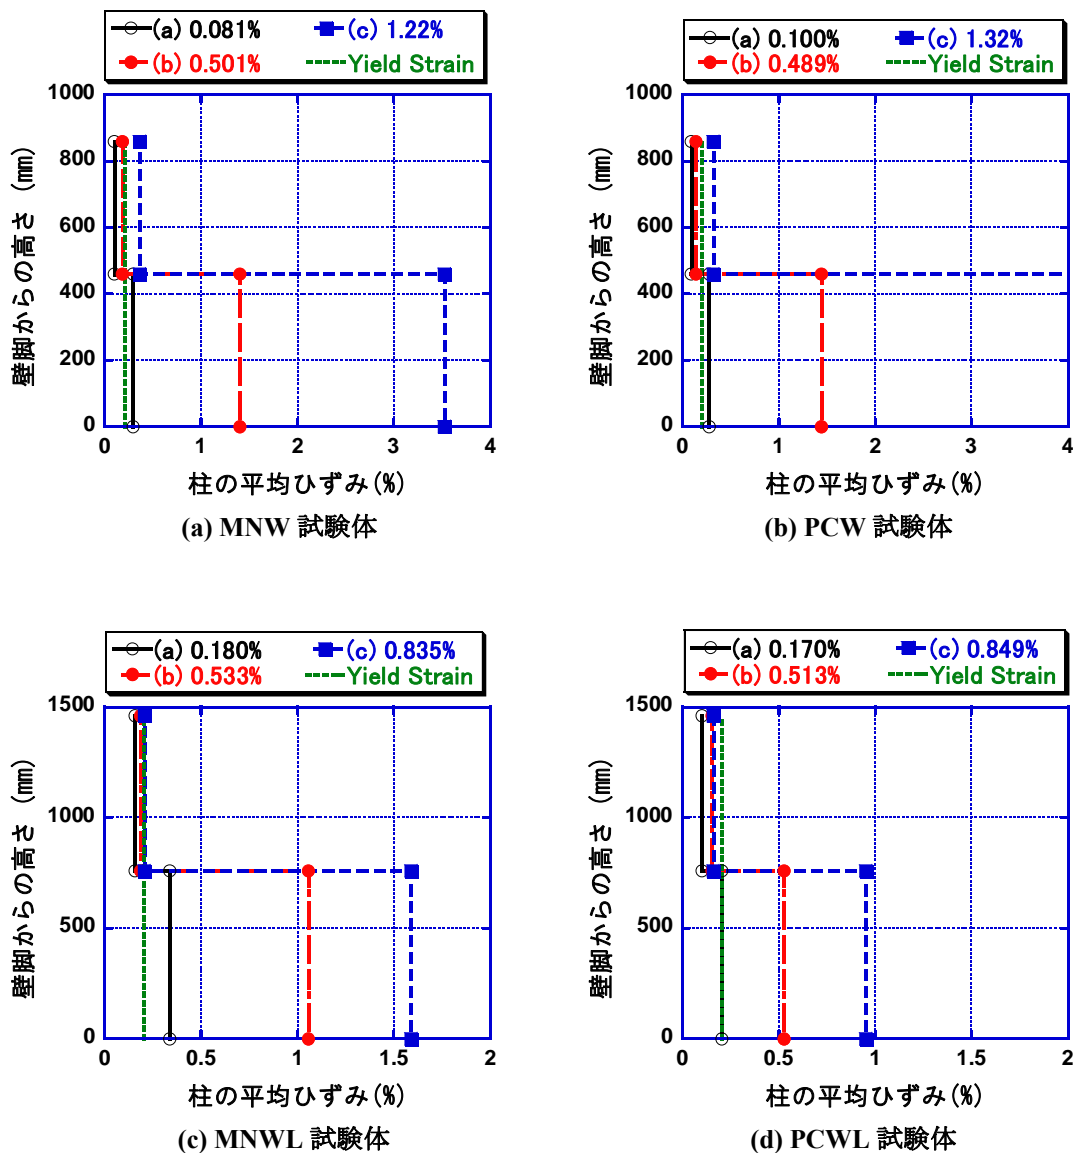 (a) 0.081% (c) 1.22%
(b) 0.501% Yield Strain
1000
800
600
400
200
0
0 1 2 3 4
壁脚からの高さ (mm)
柱の平均ひずみ(%)
(a) MNW 試験体
(a) 0.100% (c) 1.32%
(b) 0.489% Yield Strain
1000
800
600
400
200
0
0 1 2 3 4
壁脚からの高さ (mm)
柱の平均ひずみ(%)
(b) PCW 試験体
(a) 0.180% (c) 0.835%
(b) 0.533% Yield Strain
1500
1000
500
0
0 0.5 1 1.5 2
壁脚からの高さ (mm)
柱の平均ひずみ(%)
(c) MNWL 試験体
(a) 0.170% (c) 0.849%
(b) 0.513% Yield Strain
1500
1000
500
0
0 0.5 1 1.5 2
壁脚からの高さ (mm)
柱の平均ひずみ(%)
(d) PCWL 試験体